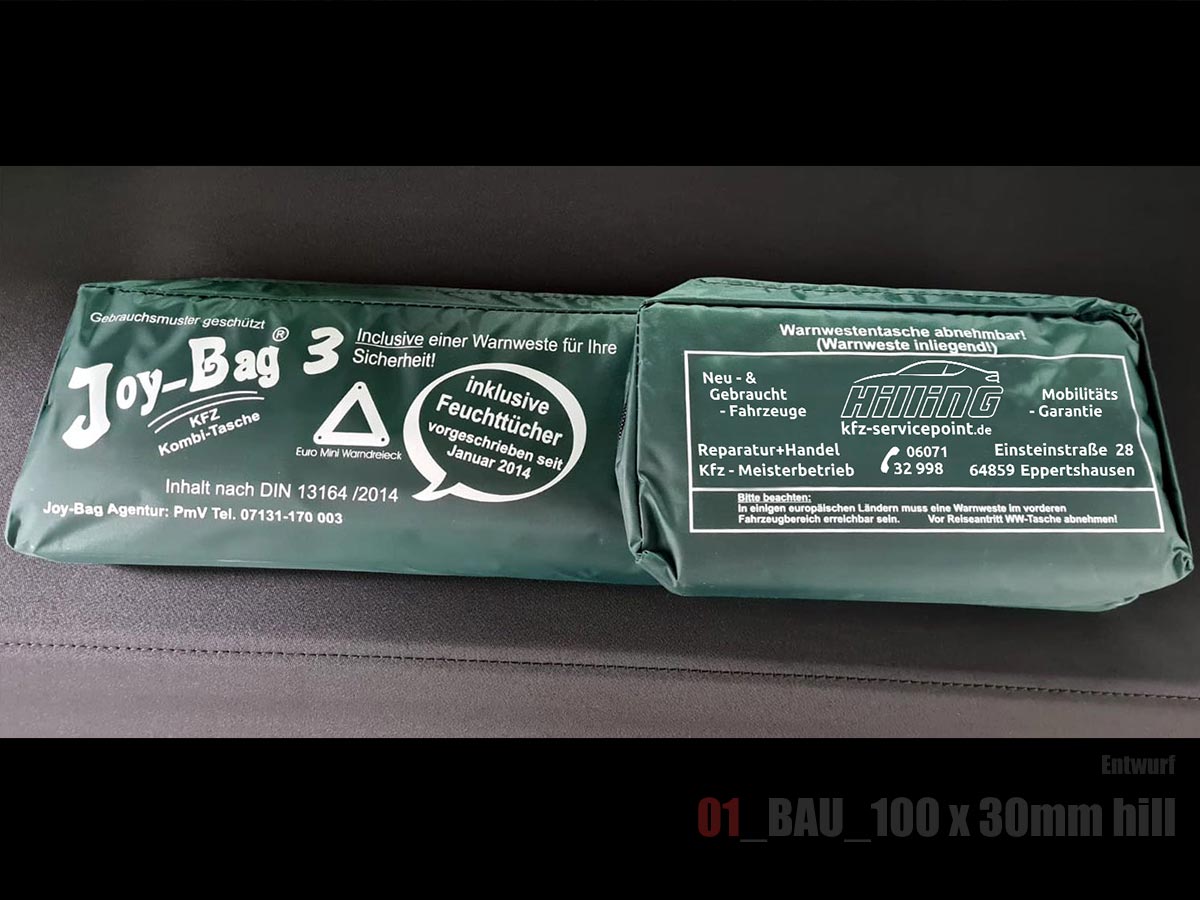 Gebrauchsmuster geschützt
Joy-Bag ® 3
KFZ
Kombi-Tasche
Inclusive einer Warnweste für Ihre
Sicherheit!
Euro Mini Warndreieck
inklusive
Feuchttücher
vorgeschrieben seit
Januar 2014
Inhalt nach DIN 13164 /2014
Joy-Bag Agentur: PmV Tel. 07131-170 003
Warnwestentasche abnehmbar!
(Warnweste inliegend!)
Neu - &
Gebraucht
- Fahrzeuge
HILLING
kfz-servicepoint.de
Mobilitäts
- Garantie
Reparatur+Handel
Kfz - Meisterbetrieb
06071
32 998
Einsteinstraße 28
64859 Eppertshausen
Bitte beachten:
In einigen europäischen Ländern muss eine Warnweste im vorderen
Fahrzeugbereich erreichbar sein. Vor Reiseantritt WW-Tasche abnehmen!
Entwurf
01_BAU_100 x 30mm hill